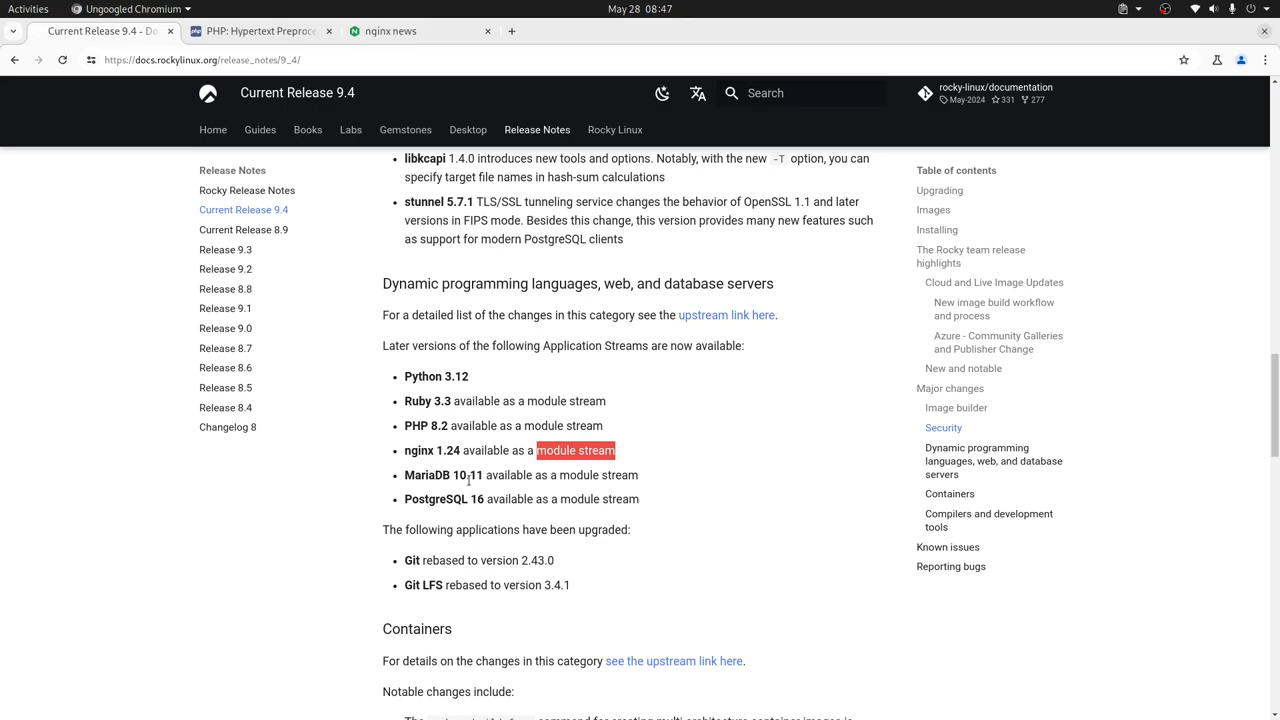 Activities
Ungoogled Chromium
May 28 08:47
Current Release 9.4 - Do
PHP: Hypertext Preproce
nginx news
https://docs.rockylinux.org/release_notes/9_4/
Current Release 9.4
Search
rocky-linux/documentation
May-2024 331 277
Home Guides Books Labs Gemstones Desktop Release Notes Rocky Linux
Release Notes
Rocky Release Notes
Current Release 9.4
Current Release 8.9
Release 9.3
Release 9.2
Release 8.8
Release 9.1
Release 9.0
Release 8.7
Release 8.6
Release 8.5
Release 8.4
Changelog 8
libkcapi 1.4.0 introduces new tools and options. Notably, with the new -T option, you can
specify target file names in hash-sum calculations
stunnel 5.7.1 TLS/SSL tunneling service changes the behavior of OpenSSL 1.1 and later
versions in FIPS mode. Besides this change, this version provides many new features such
as support for modern PostgreSQL clients
Dynamic programming languages, web, and database servers
For a detailed list of the changes in this category see the upstream link here.
Later versions of the following Application Streams are now available:
Python 3.12
Ruby 3.3 available as a module stream
PHP 8.2 available as a module stream
nginx 1.24 available as a module stream
MariaDB 10.11 available as a module stream
PostgreSQL 16 available as a module stream
The following applications have been upgraded:
Git rebased to version 2.43.0
Git LFS rebased to version 3.4.1
Containers
For details on the changes in this category see the upstream link here.
Notable changes include:
Table of contents
Upgrading
Images
Installing
The Rocky team release
highlights
Cloud and Live Image Updates
New image build workflow
and process
Azure - Community Galleries
and Publisher Change
New and notable
Major changes
Image builder
Security
Dynamic programming
languages, web, and database
servers
Containers
Compilers and development
tools
Known issues
Reporting bugs